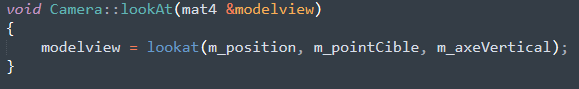 void Camera::lookAt(mat4 &modelview)
{
    modelview = lookat(m_position, m_pointCible, m_axeVertical);
}